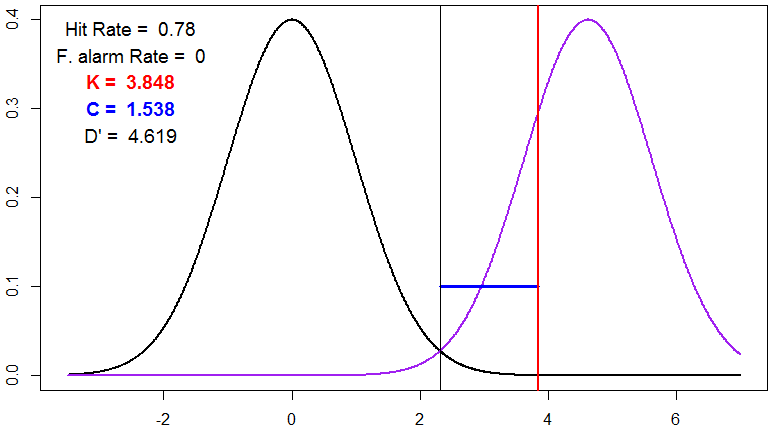 Hit Rate = 0.78
F. alarm Rate = 0
K = 3.848
C = 1.538
D' = 4.619
0.4
0.3
0.2
0.1
0.0
-2 0 2 4 6